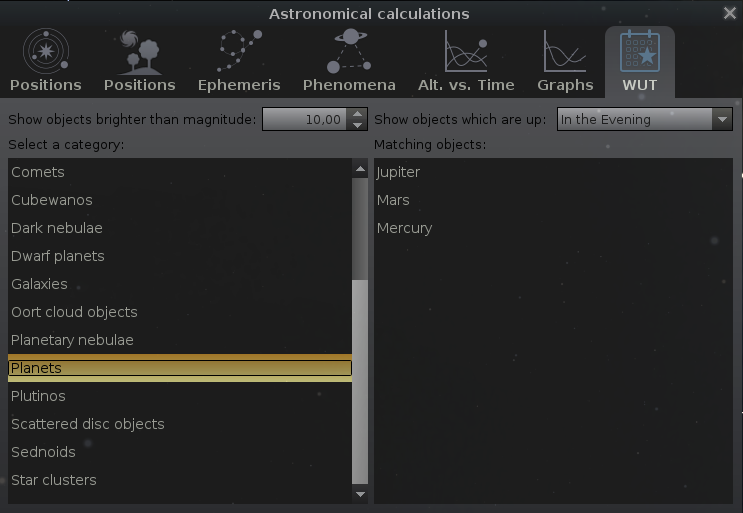 Astronomical calculations
Positions Positions Ephemeris Phenomena Alt. vs. Time Graphs WUT
Show objects brighter than magnitude: 10,00 Show objects which are up: In the Evening
Select a category: Matching objects:
Comets Jupiter
Cubewanos Mars
Dark nebulae Mercury
Dwarf planets
Galaxies
Oort cloud objects
Planetary nebulae
Planets
Plutinos
Scattered disc objects
Sednoids
Star clusters